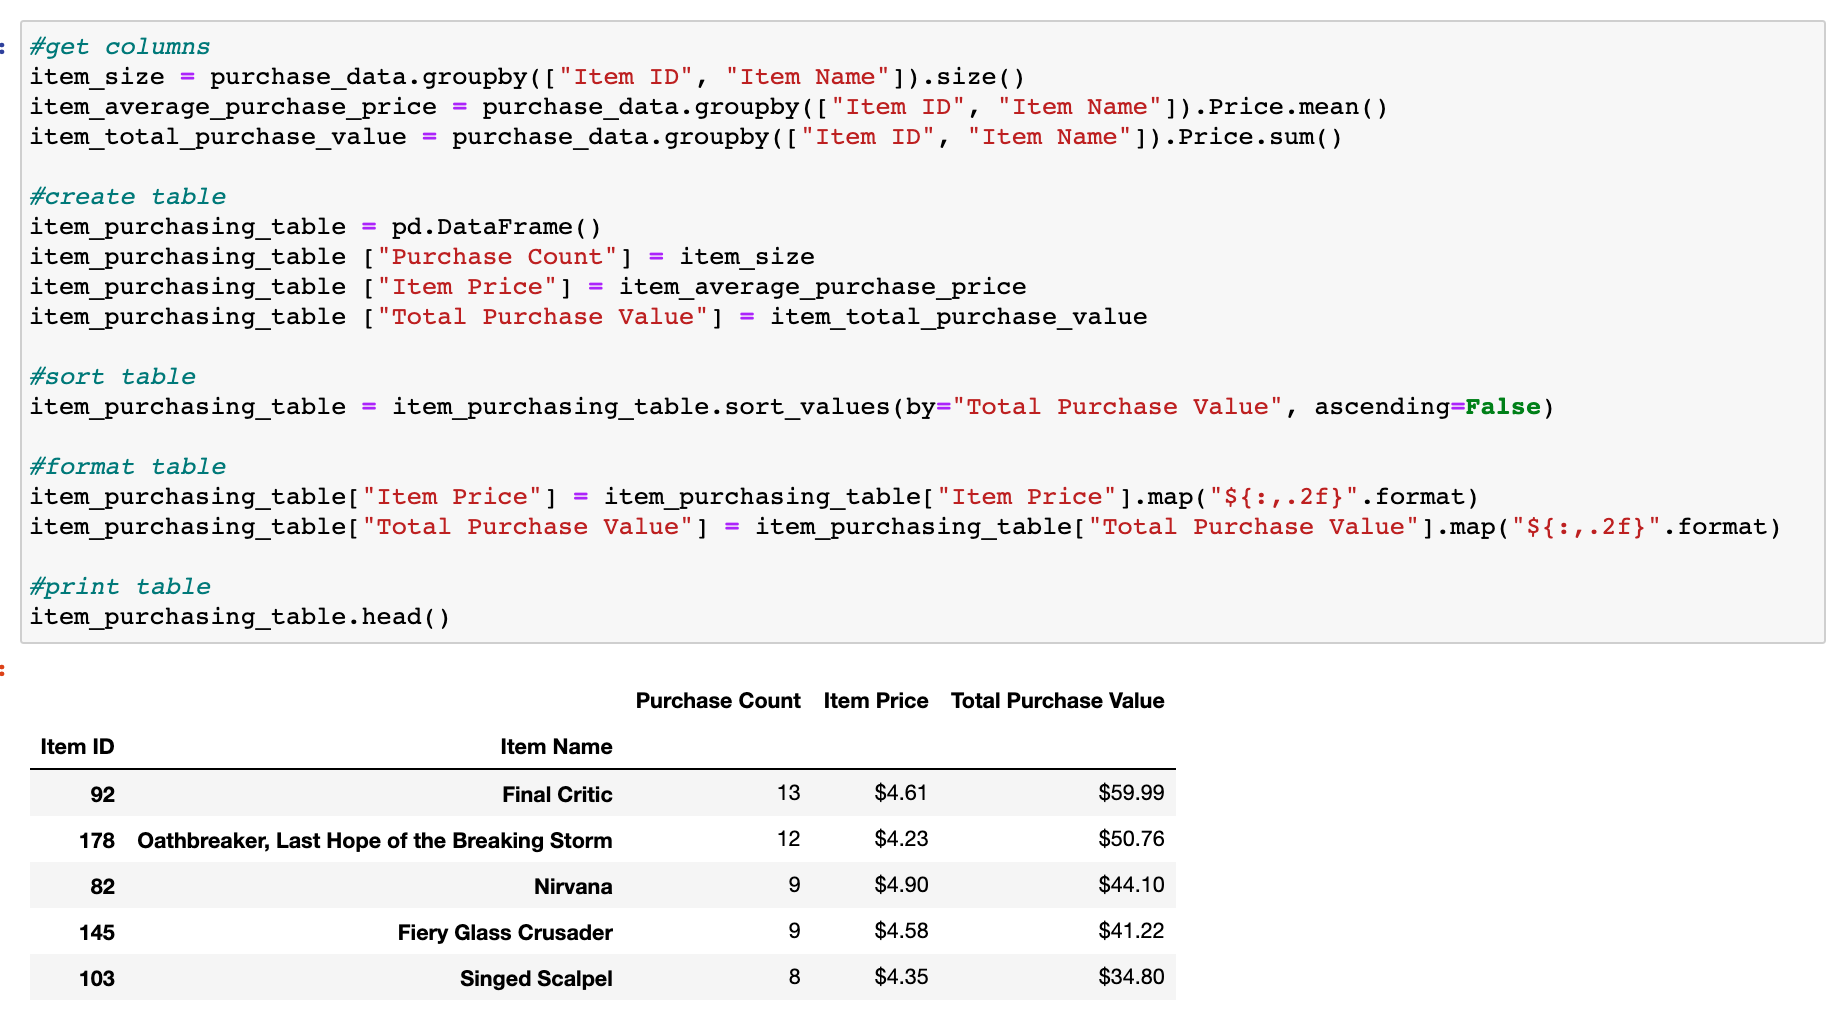 #get columns
item_size = purchase_data.groupby(["Item ID", "Item Name"]).size()
item_average_purchase_price = purchase_data.groupby(["Item ID", "Item Name"]).Price.mean()
item_total_purchase_value = purchase_data.groupby(["Item ID", "Item Name"]).Price.sum()
#create table
item_purchasing_table = pd.DataFrame()
item_purchasing_table ["Purchase Count"] = item_size
item_purchasing_table ["Item Price"] = item_average_purchase_price
item_purchasing_table ["Total Purchase Value"] = item_total_purchase_value
#sort table
item_purchasing_table = item_purchasing_table.sort_values(by="Total Purchase Value", ascending=False)
#format table
item_purchasing_table["Item Price"] = item_purchasing_table["Item Price"].map("${:,.2f}".format)
item_purchasing_table["Total Purchase Value"] = item_purchasing_table["Total Purchase Value"].map("${:,.2f}".format)
#print table
item_purchasing_table.head()
Purchase Count Item Price Total Purchase Value
Item ID Item Name
92 Final Critic 13 $4.61 $59.99
178 Oathbreaker, Last Hope of the Breaking Storm 12 $4.23 $50.76
82 Nirvana 9 $4.90 $44.10
145 Fiery Glass Crusader 9 $4.58 $41.22
103 Singed Scalpel 8 $4.35 $34.80